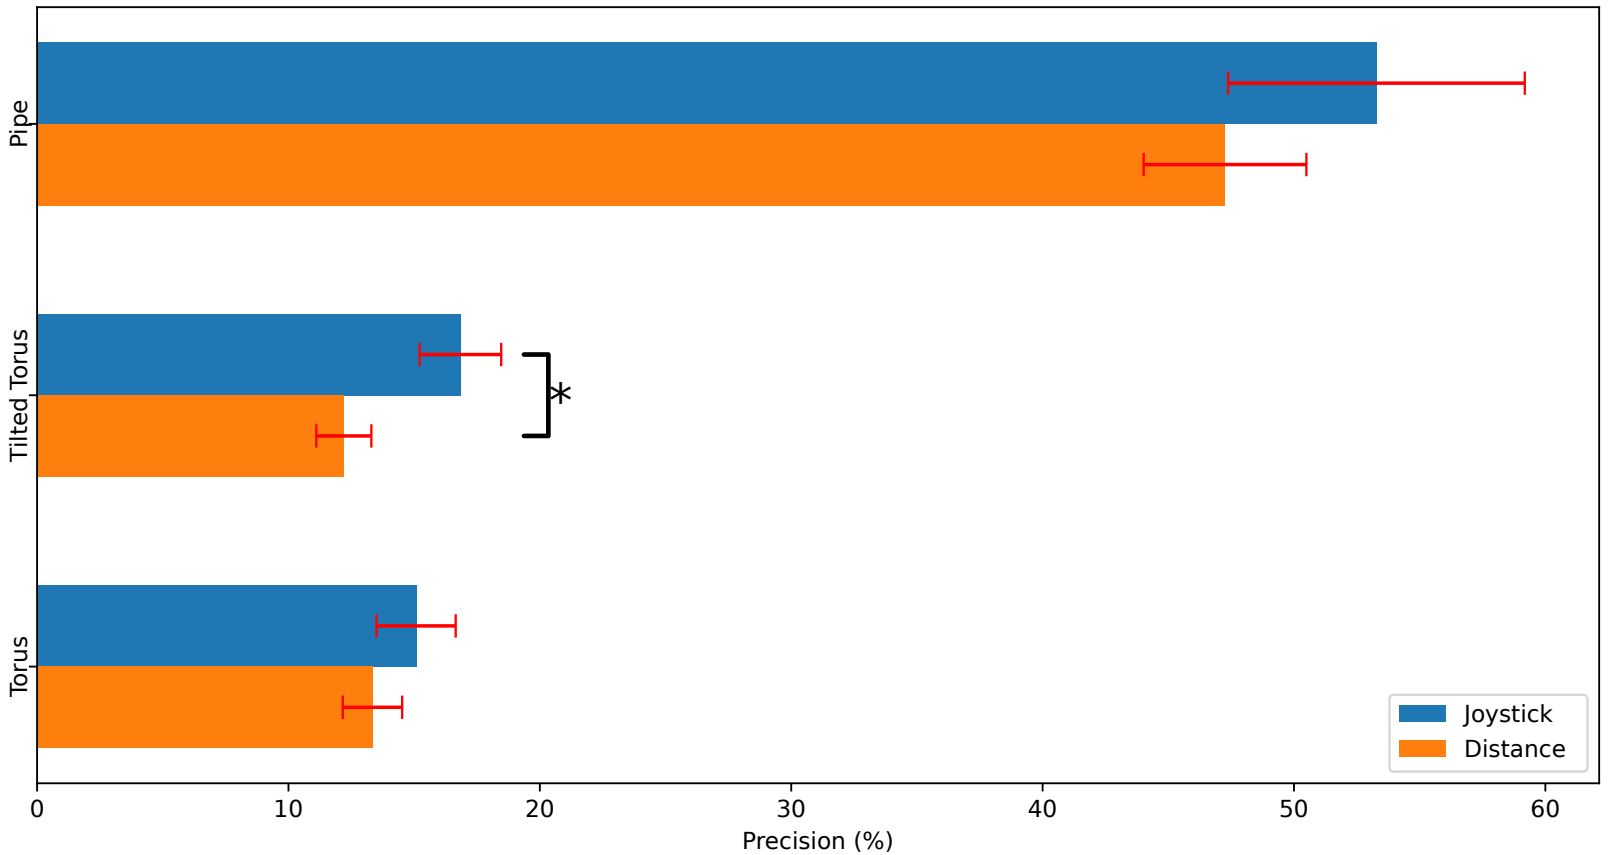 Pipe
Tilted Torus
*
Torus
Joystick
Distance
0 10 20 30 40 50 60
Precision (%)